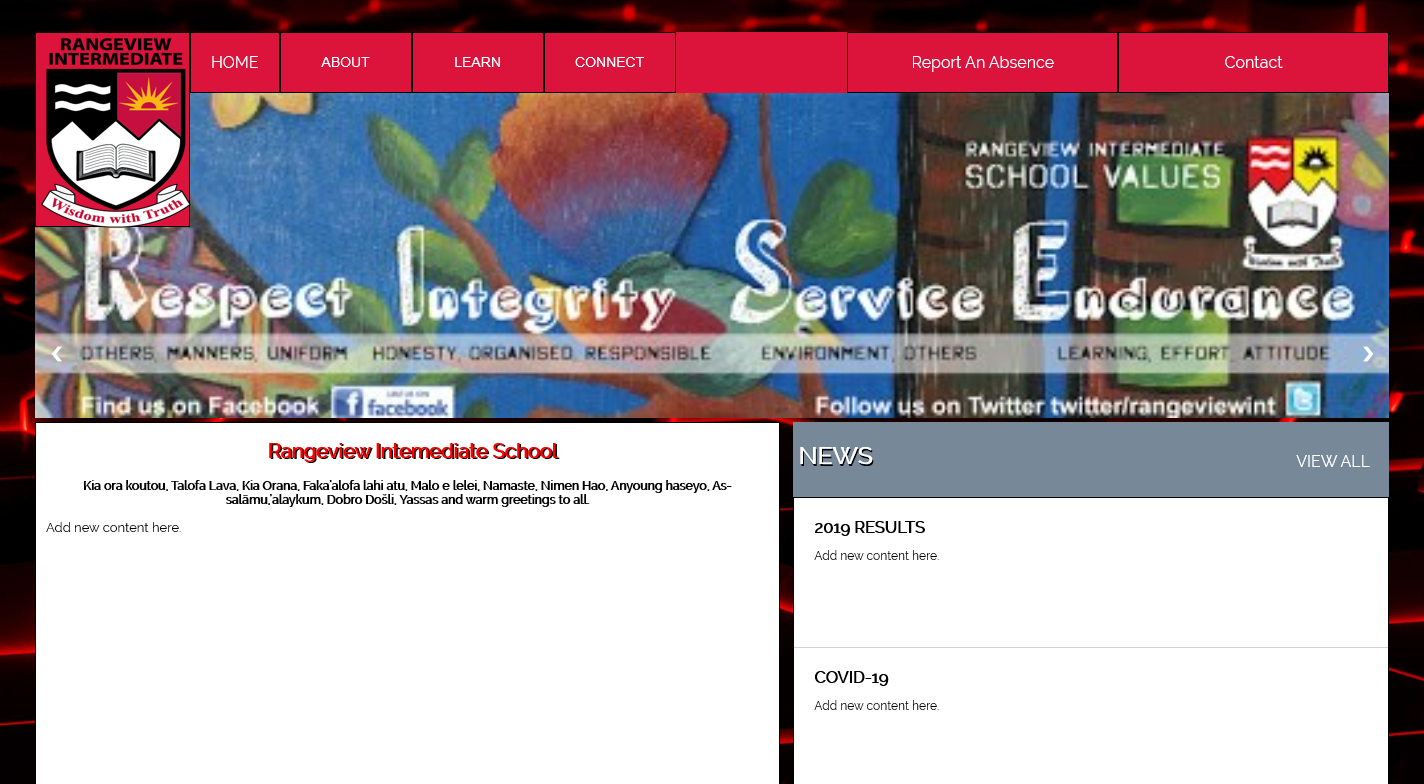 RANGEVIEW
INTERMEDIATE
Wisdom with Truth
HOME
ABOUT
LEARN
CONNECT
Report An Absence
Contact
RANGEVIEW INTERMEDIATE
SCHOOL VALUES
Wisdom with Truth
Respect Integrity Service Endurance
OTHERS, MANNERS, UNIFORM HONESTY, ORGANISED, RESPONSIBLE ENVIRONMENT, OTHERS LEARNING, EFFORT, ATTITUDE
‹
›
Find us on Facebook facebook
Follow us on Twitter twitter/rangeviewint
Rangeview Intemediate School
Kia ora koutou, Talofa Lava, Kia Orana, Faka'alofa lahi atu, Malo e lelei, Namaste, Nimen Hao, Anyoung haseyo, As-
salāmu,'alaykum, Dobro Došli, Yassas and warm greetings to all.
Add new content here.
NEWS
VIEW ALL
2019 RESULTS
Add new content here.
COVID-19
Add new content here.